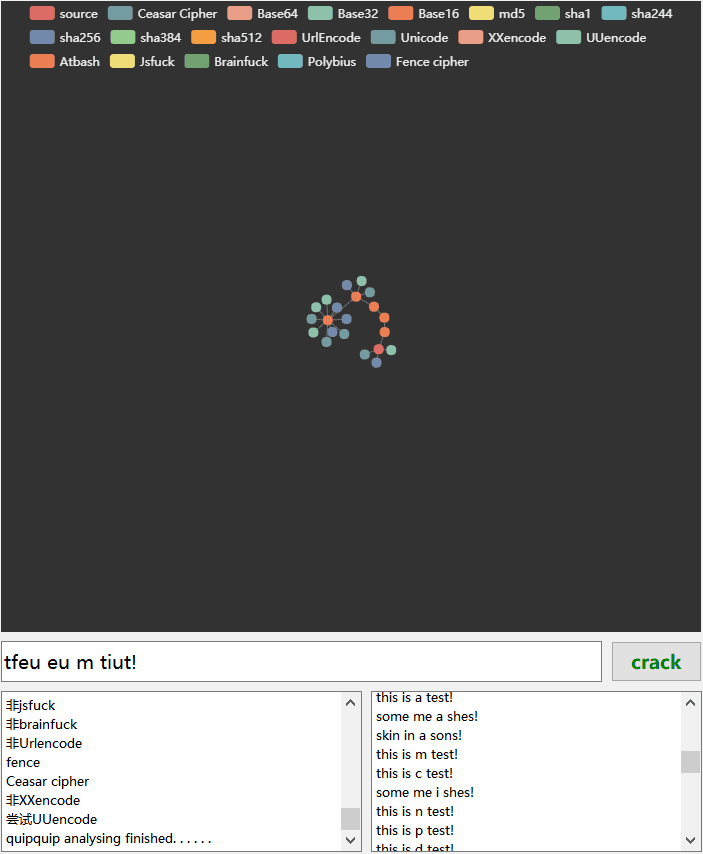 source Ceasar Cipher Base64 Base32 Base16 md5 sha1 sha244
sha256 sha384 sha512 UrlEncode Unicode XXencode UUencode
Atbash Jsfuck Brainfuck Polybius Fence cipher
tfeu eu m tiut!
crack
非jsfuck
非brainfuck
非Urlencode
fence
Ceasar cipher
非XXencode
尝试UUencode
quipquip analysing finished. . . . . .
this is a test!
some me a shes!
skin in a sons!
this is m test!
this is c test!
some me i shes!
this is n test!
this is p test!
this is d test!